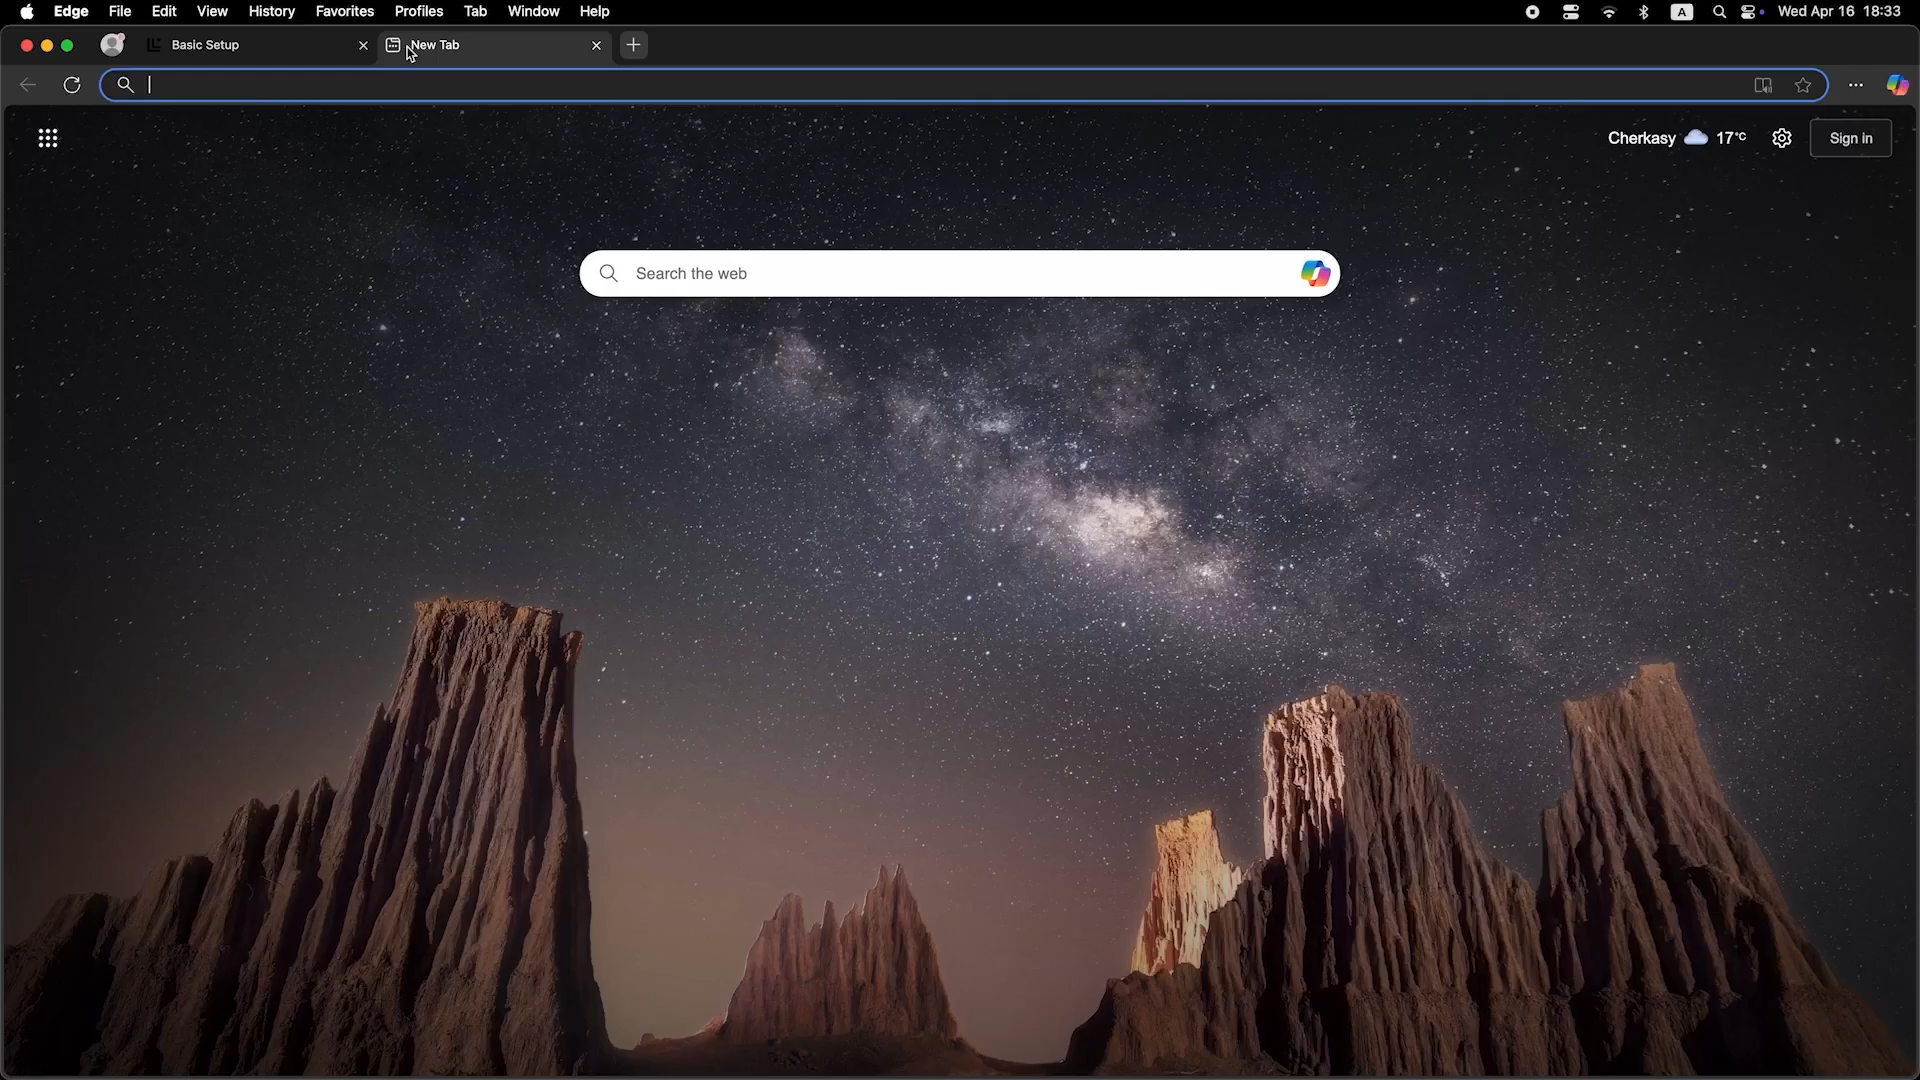 Edge File Edit View History Favorites Profiles Tab Window Help A Wed Apr 16 18:33
Basic Setup New Tab
Cherkasy 17°C Sign in
Search the web